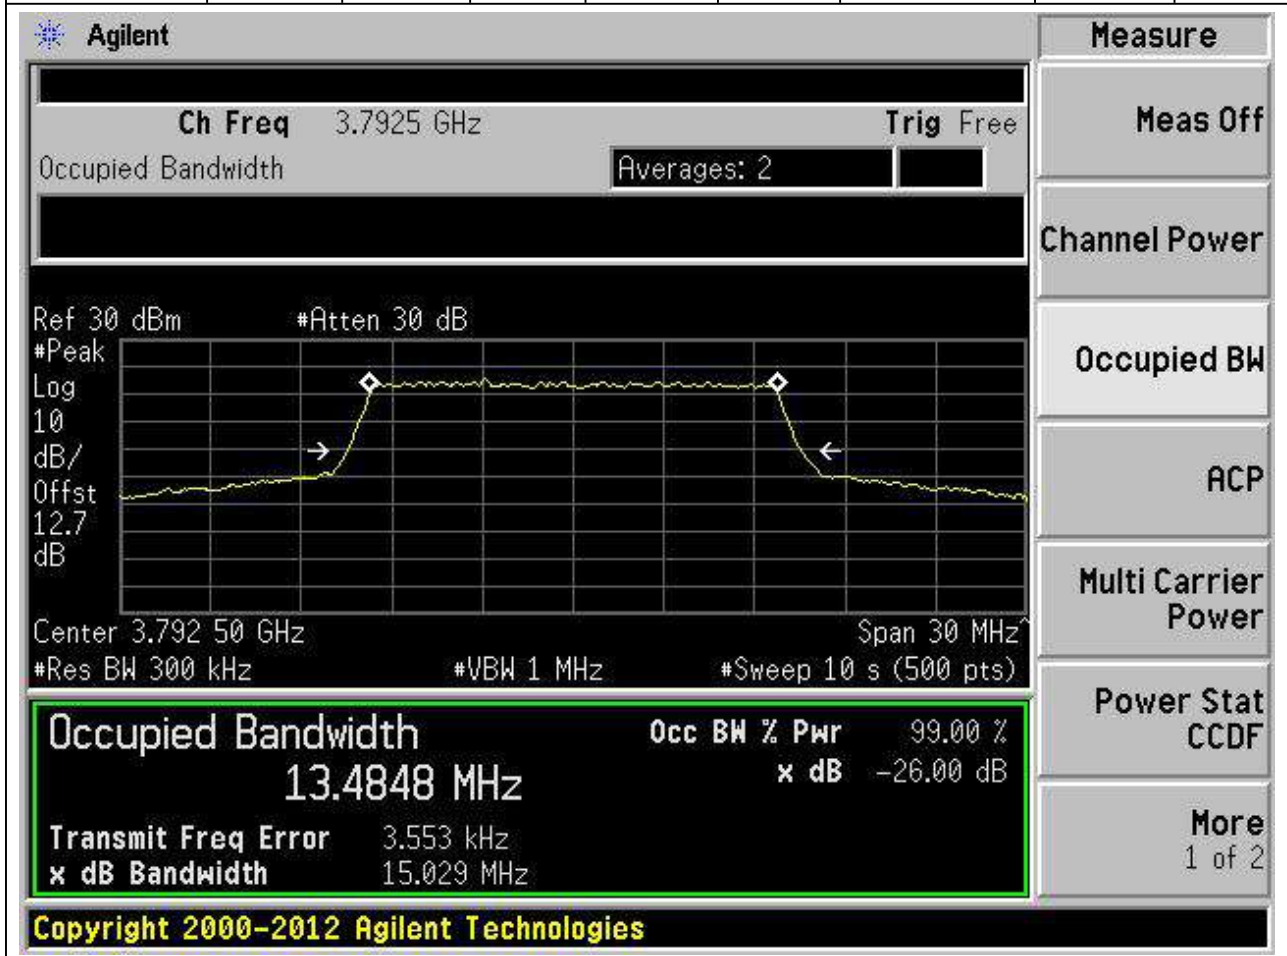 Agilent
Measure
Ch Freq 3.7925 GHz Trig Free
Occupied Bandwidth Averages: 2
Ref 30 dBm #Atten 30 dB
#Peak
Log
10
dB/
Offst
12.7
dB
Center 3.792 50 GHz Span 30 MHz^
#Res BW 300 kHz #VBW 1 MHz #Sweep 10 s (500 pts)
Occupied Bandwidth Occ BW % Pwr 99.00 %
13.4848 MHz x dB -26.00 dB
Transmit Freq Error 3.553 kHz
x dB Bandwidth 15.029 MHz
Meas Off
Channel Power
Occupied BW
ACP
Multi Carrier
Power
Power Stat
CCDF
More
1 of 2
Copyright 2000-2012 Agilent Technologies